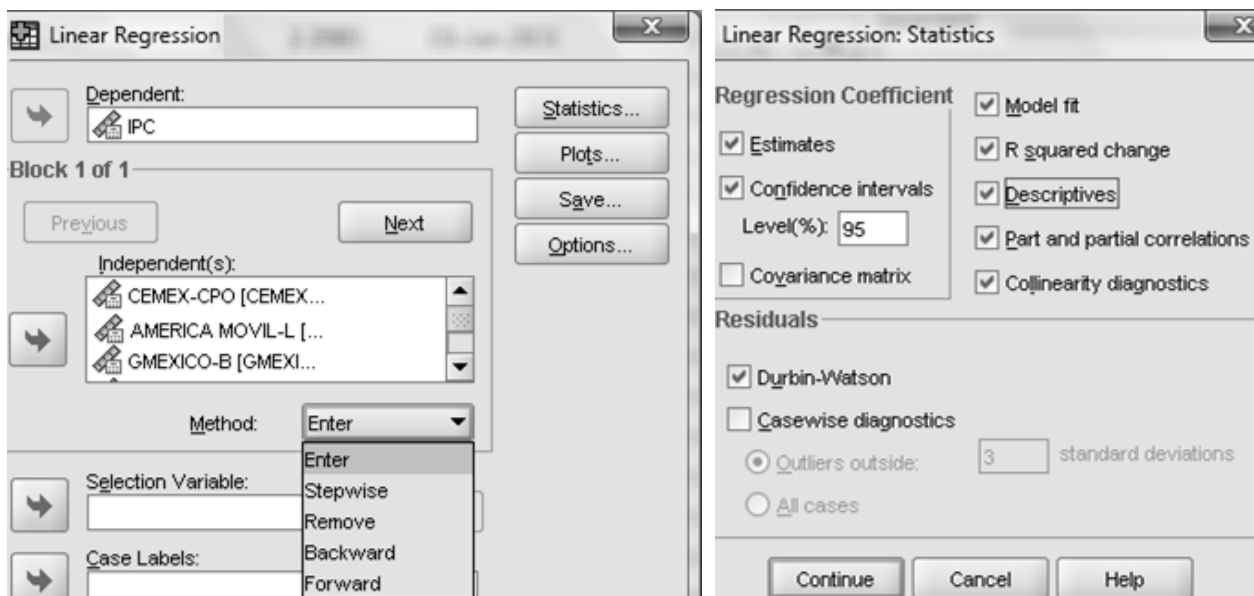 Linear Regression
Dependent:
IPC
Statistics...
Plots...
Save...
Options...
Block 1 of 1
Previous
Next
Independent(s):
CEMEX-CPO [CEMEX...
AMERICA MOVIL-L [...
GMEXICO-B [GMEXI...
Method:
Enter
Enter
Stepwise
Remove
Backward
Forward
Selection Variable:
Case Labels:
Linear Regression: Statistics
Regression Coefficient
Estimates
Confidence intervals
Level(%): 95
Covariance matrix
Model fit
R squared change
Descriptives
Part and partial correlations
Collinearity diagnostics
Residuals
Durbin-Watson
Casewise diagnostics
Outliers outside: 3 standard deviations
All cases
Continue
Cancel
Help